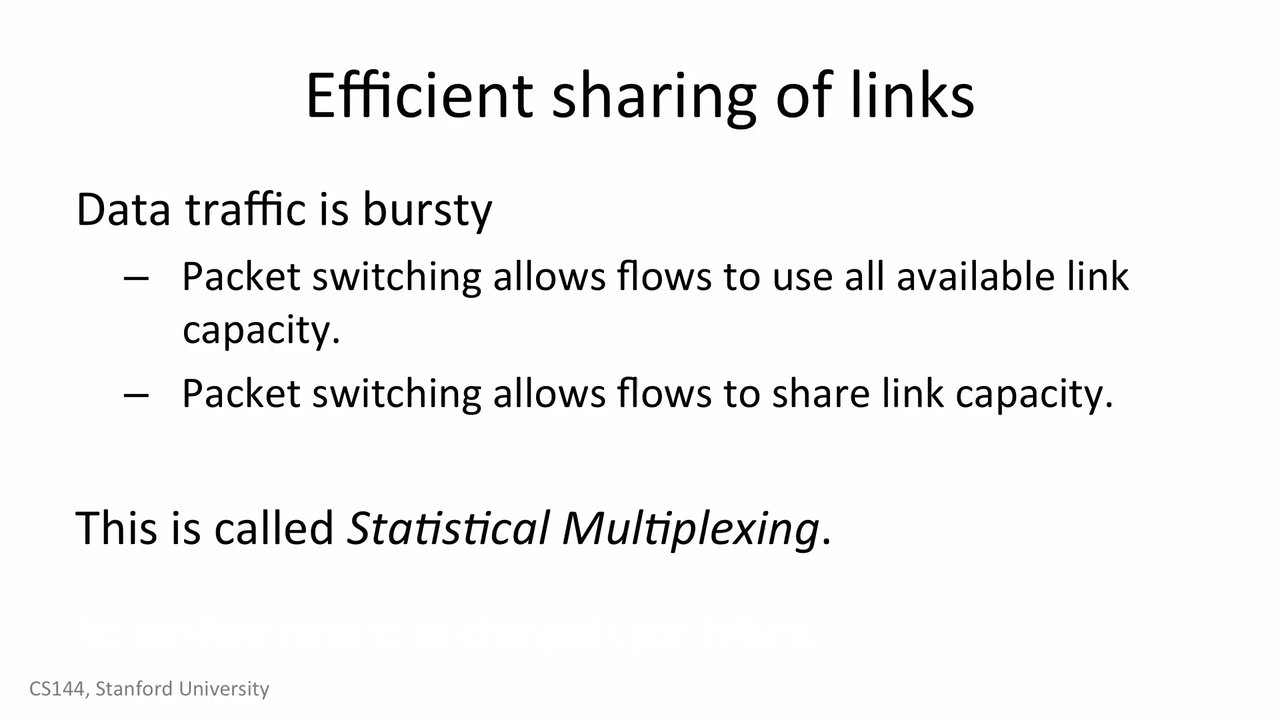 Efficient sharing of links
Data traffic is bursty
– Packet switching allows flows to use all available link
capacity.
– Packet switching allows flows to share link capacity.
This is called Statistical Multiplexing.
CS144, Stanford University